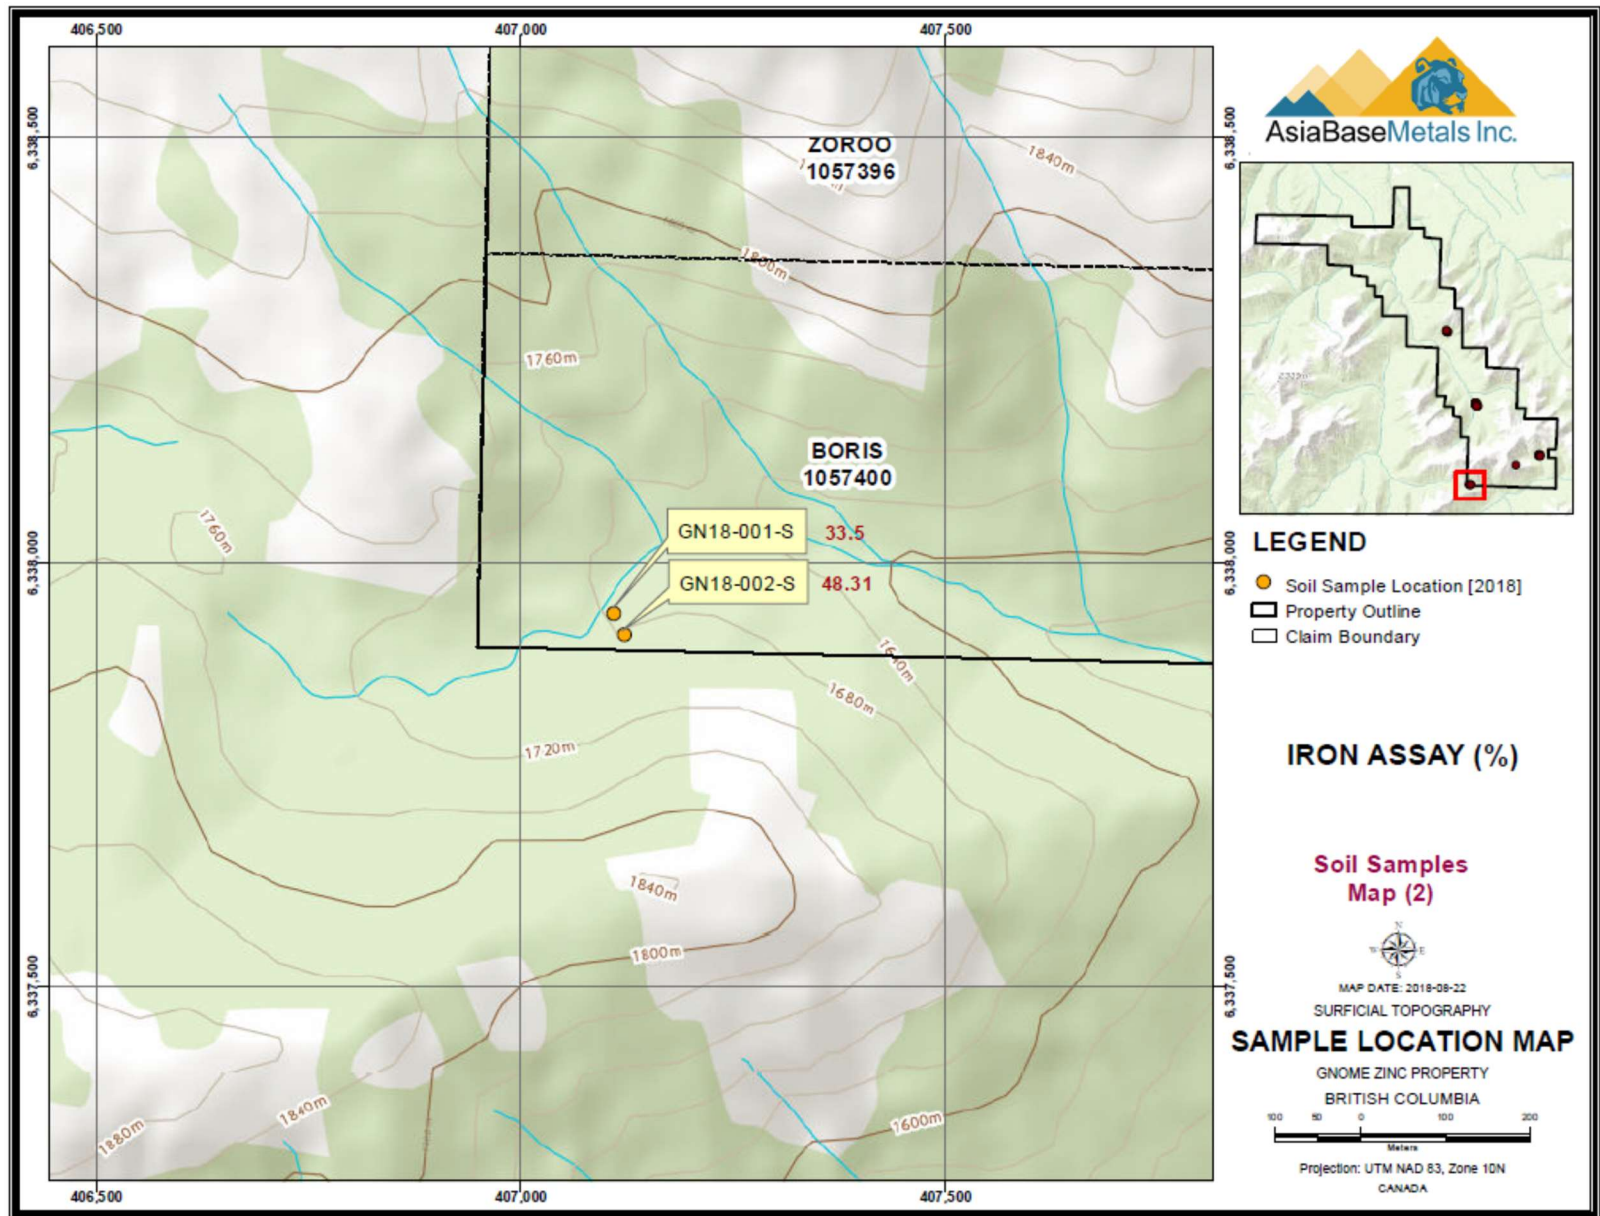 406,500
407,000
407,500
6,338,500
6,338,500
ZOROO
1057396
1840m
1800m
1760m
BORIS
1057400
GN18-001-S 33.5
1760m
6,338,000
6,338,000
GN18-002-S 48.31
1640m
1680m
1720m
1840m
1800m
6,337,500
6,337,500
1840m
1880m
1600m
406,500
407,000
407,500
AsiaBaseMetals Inc.
LEGEND
Soil Sample Location [2018]
Property Outline
Claim Boundary
IRON ASSAY (%)
Soil Samples
Map (2)
N
W E
S
MAP DATE: 2018-08-22
SURFICIAL TOPOGRAPHY
SAMPLE LOCATION MAP
GNOME ZINC PROPERTY
BRITISH COLUMBIA
100 50 0 100 200
Meters
Projection: UTM NAD 83, Zone 10N
CANADA